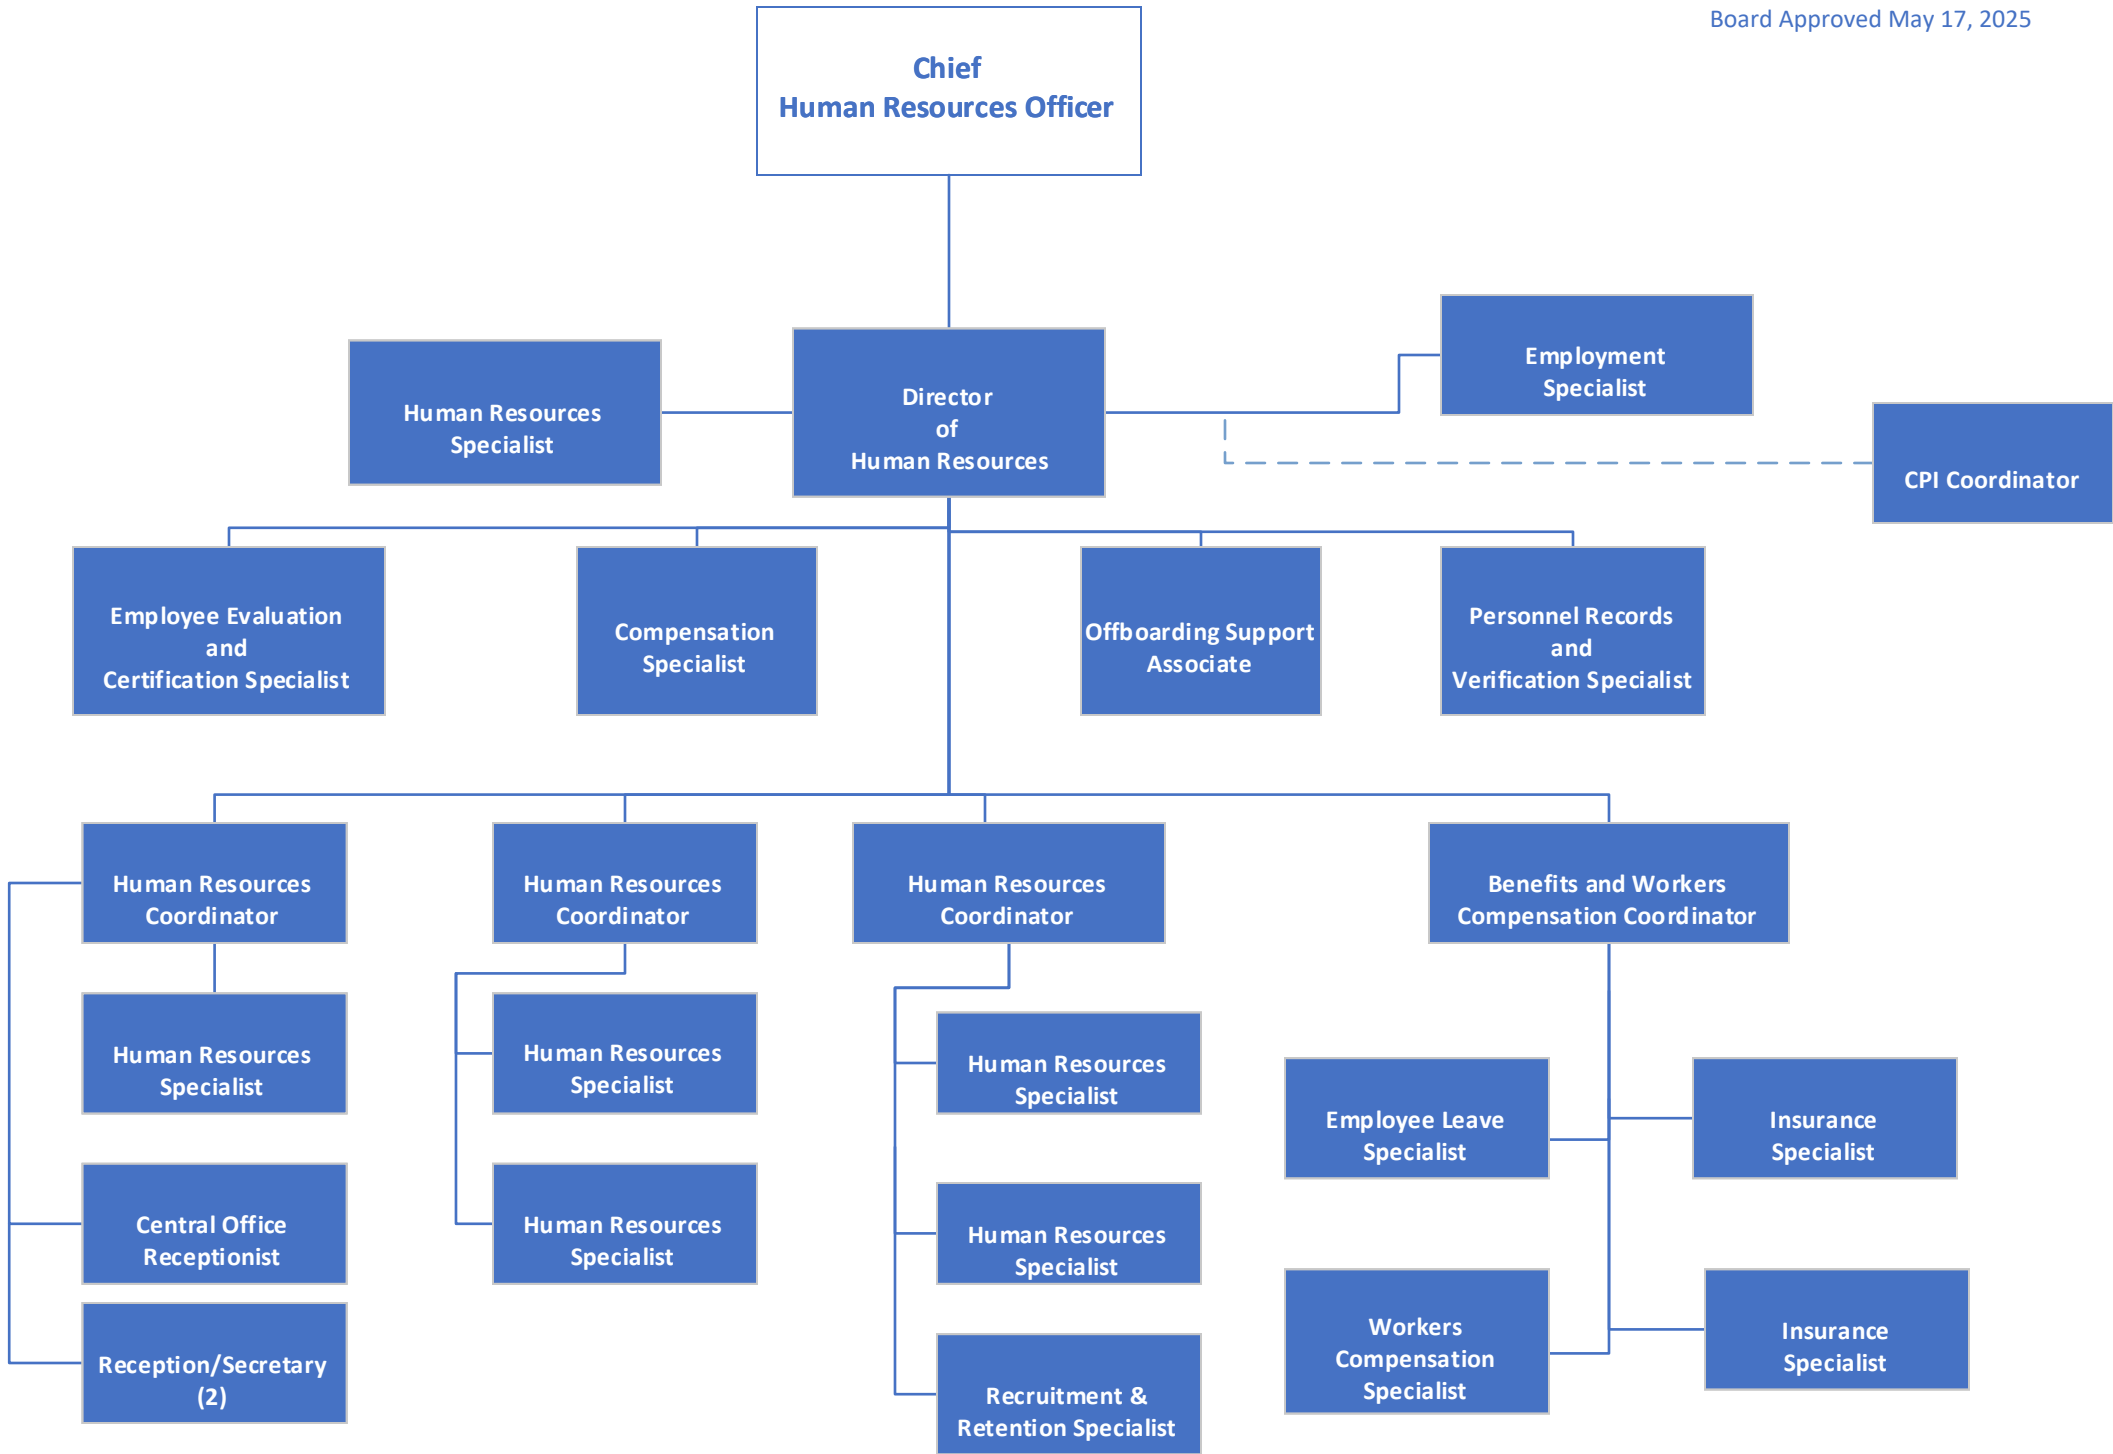 Board Approved May 17, 2025
Chief
Human Resources Officer
Human Resources
Specialist
Director
of
Human Resources
Employment
Specialist
CPI Coordinator
Employee Evaluation
and
Certification Specialist
Compensation
Specialist
Offboarding Support
Associate
Personnel Records
and
Verification Specialist
Human Resources
Coordinator
Human Resources
Coordinator
Human Resources
Coordinator
Benefits and Workers
Compensation Coordinator
Human Resources
Specialist
Central Office
Receptionist
Reception/Secretary
(2)
Human Resources
Specialist
Human Resources
Specialist
Human Resources
Specialist
Human Resources
Specialist
Recruitment &
Retention Specialist
Employee Leave
Specialist
Insurance
Specialist
Workers
Compensation
Specialist
Insurance
Specialist